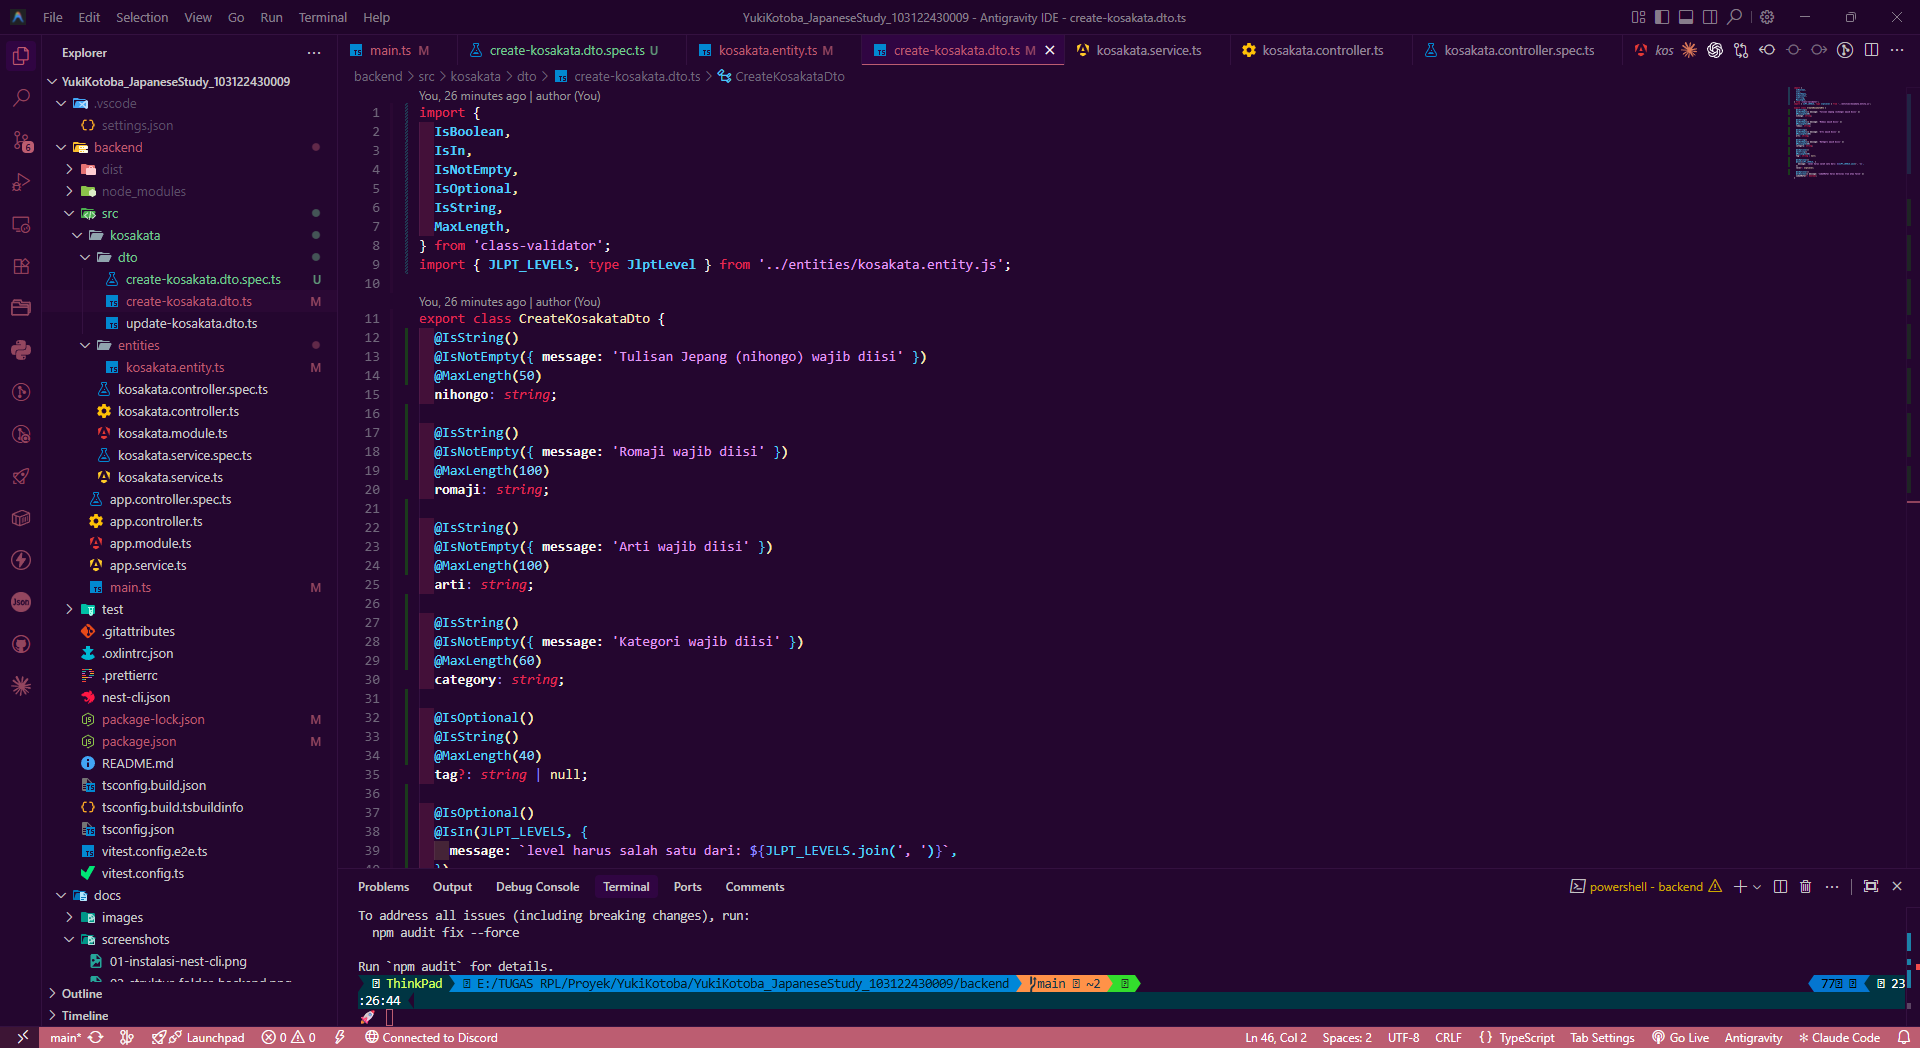 File Edit Selection View Go Run Terminal Help
YukiKotoba_JapaneseStudy_103122430009 - Antigravity IDE - create-kosakata.dto.ts
Explorer
YukiKotoba_JapaneseStudy_103122430009
.vscode
settings.json
backend
dist
node_modules
src
kosakata
dto
create-kosakata.dto.spec.ts U
create-kosakata.dto.ts M
update-kosakata.dto.ts
entities
kosakata.entity.ts M
kosakata.controller.spec.ts
kosakata.controller.ts
kosakata.module.ts
kosakata.service.spec.ts
kosakata.service.ts
app.controller.spec.ts
app.controller.ts
app.module.ts
app.service.ts
main.ts M
test
.gitattributes
.oxlintrc.json
.prettierrc
nest-cli.json
package-lock.json M
package.json M
README.md
tsconfig.build.json
tsconfig.build.tsbuildinfo
tsconfig.json
vitest.config.e2e.ts
vitest.config.ts
docs
images
screenshots
01-instalasi-nest-cli.png
Outline
Timeline
main.ts M create-kosakata.dto.spec.ts U kosakata.entity.ts M create-kosakata.dto.ts M kosakata.service.ts kosakata.controller.ts kosakata.controller.spec.ts kos
backend > src > kosakata > dto > create-kosakata.dto.ts > CreateKosakataDto
You, 26 minutes ago | author (You)
1 import {
2 IsBoolean,
3 IsIn,
4 IsNotEmpty,
5 IsOptional,
6 IsString,
7 MaxLength,
8 } from 'class-validator';
9 import { JLPT_LEVELS, type JlptLevel } from '../entities/kosakata.entity.js';
10
You, 26 minutes ago | author (You)
11 export class CreateKosakataDto {
12 @IsString()
13 @IsNotEmpty({ message: 'Tulisan Jepang (nihongo) wajib diisi' })
14 @MaxLength(50)
15 nihongo: string;
16
17 @IsString()
18 @IsNotEmpty({ message: 'Romaji wajib diisi' })
19 @MaxLength(100)
20 romaji: string;
21
22 @IsString()
23 @IsNotEmpty({ message: 'Arti wajib diisi' })
24 @MaxLength(100)
25 arti: string;
26
27 @IsString()
28 @IsNotEmpty({ message: 'Kategori wajib diisi' })
29 @MaxLength(60)
30 category: string;
31
32 @IsOptional()
33 @IsString()
34 @MaxLength(40)
35 tag?: string | null;
36
37 @IsOptional()
38 @IsIn(JLPT_LEVELS, {
39 message: `level harus salah satu dari: ${JLPT_LEVELS.join(', ')}`,
Problems Output Debug Console Terminal Ports Comments
powershell - backend
To address all issues (including breaking changes), run:
npm audit fix --force
Run `npm audit` for details.
ThinkPad E:/TUGAS RPL/Proyek/YukiKotoba/YukiKotoba_JapaneseStudy_103122430009/backend main ~2 77 23
:26:44
main* Launchpad 0 0 Connected to Discord Ln 46, Col 2 Spaces: 2 UTF-8 CRLF {} TypeScript Tab Settings Go Live Antigravity Claude Code